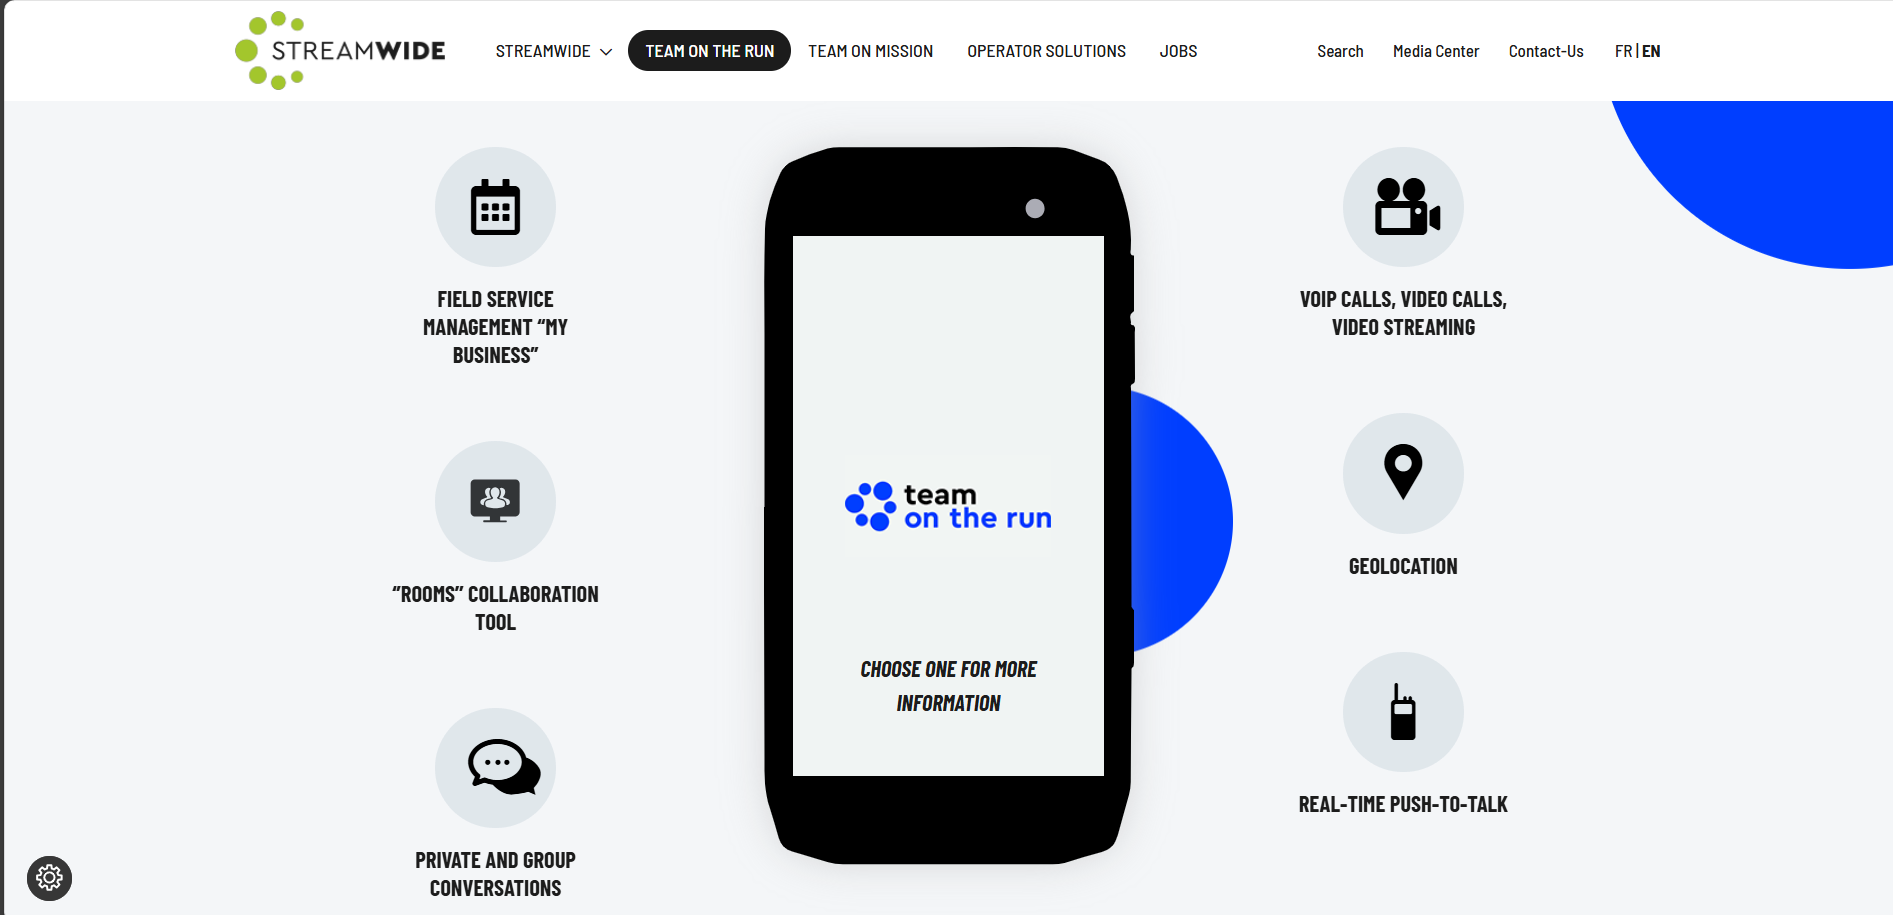 STREAMWIDE
STREAMWIDE
TEAM ON THE RUN
TEAM ON MISSION
OPERATOR SOLUTIONS
JOBS
Search
Media Center
Contact-Us
FR | EN
FIELD SERVICE
MANAGEMENT “MY
BUSINESS”
“ROOMS” COLLABORATION
TOOL
PRIVATE AND GROUP
CONVERSATIONS
team
on the run
CHOOSE ONE FOR MORE
INFORMATION
VOIP CALLS, VIDEO CALLS,
VIDEO STREAMING
GEOLOCATION
REAL-TIME PUSH-TO-TALK